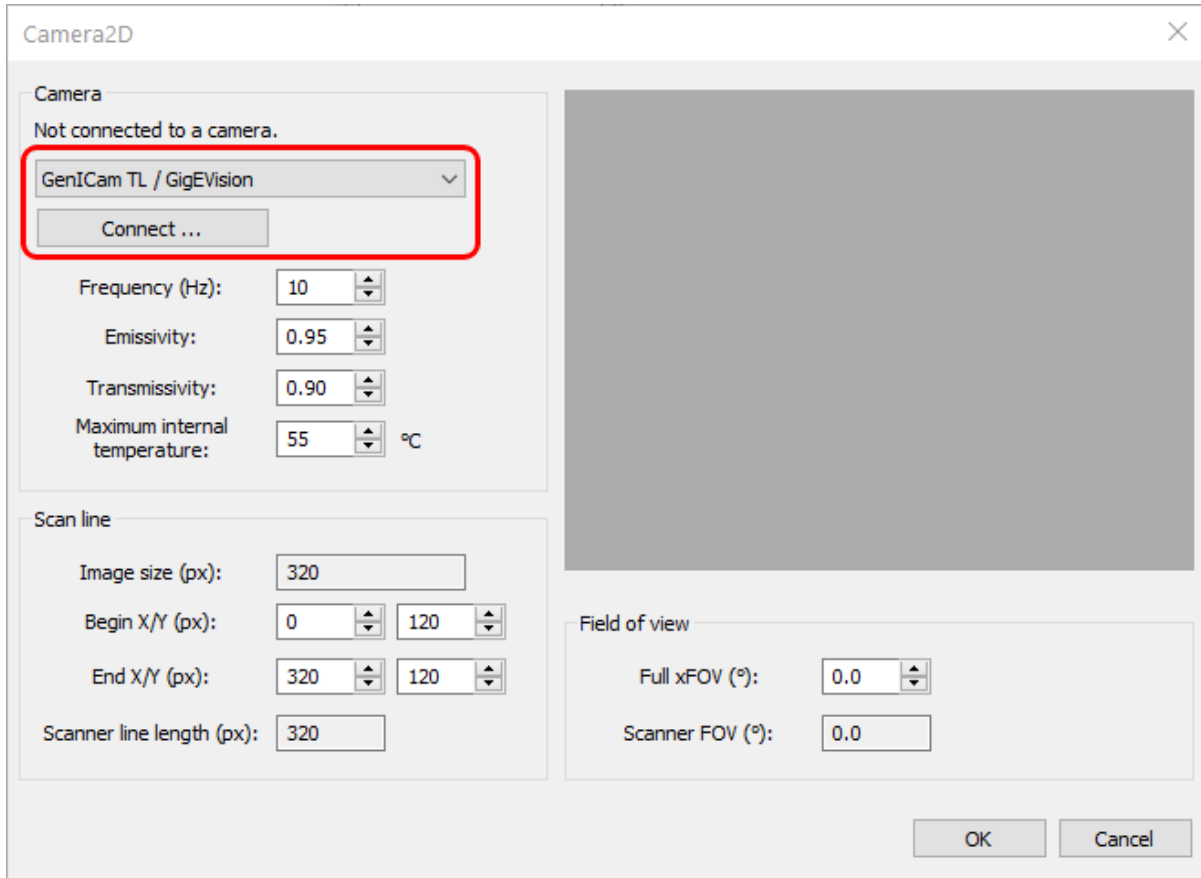 Camera2D
Camera
Not connected to a camera.
GenICam TL / GigEVision
Connect ...
Frequency (Hz): 10
Emissivity: 0.95
Transmissivity: 0.90
Maximum internal
temperature: 55 °C
Scan line
Image size (px): 320
Begin X/Y (px): 0 120
End X/Y (px): 320 120
Scanner line length (px): 320
Field of view
Full xFOV (°): 0.0
Scanner FOV (°): 0.0
OK Cancel